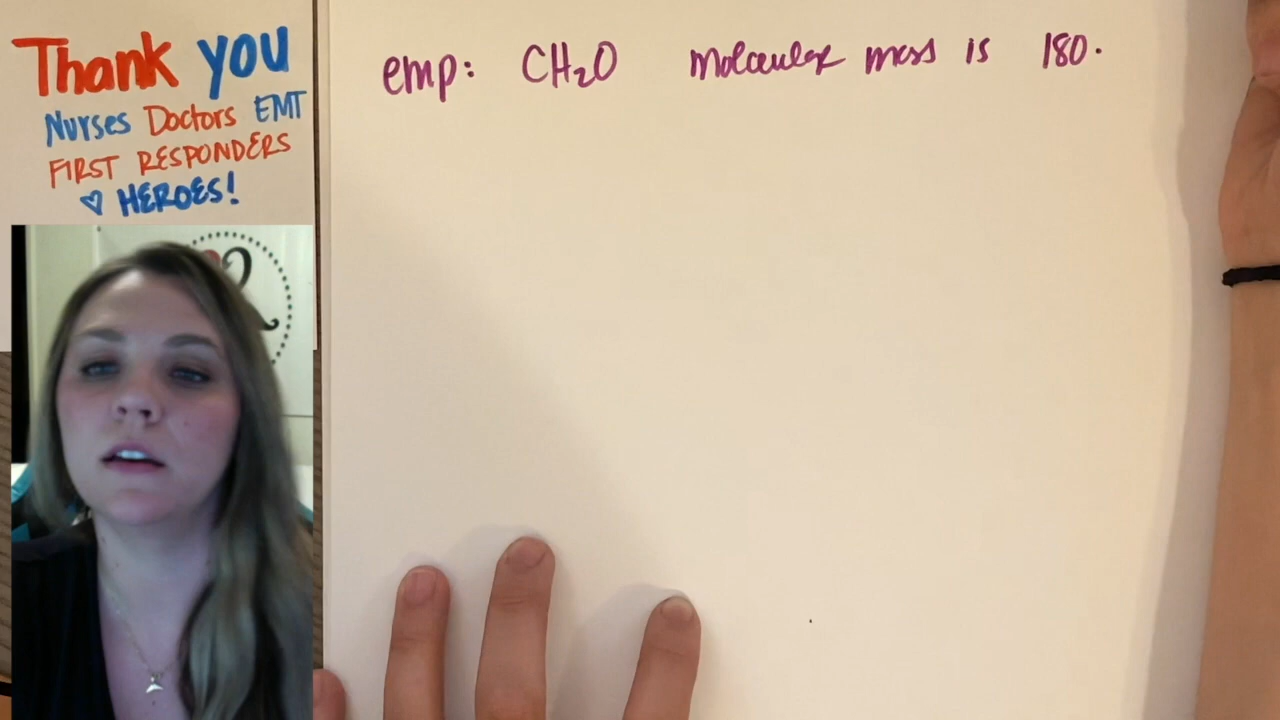 Thank you
Nurses Doctors EMT
FIRST RESPONDERS
♡ HEROES!
emp: CH₂O molecular mass is 180.